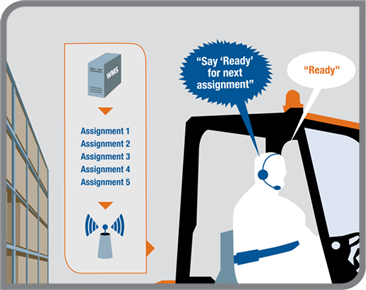 WMS
Assignment 1
Assignment 2
Assignment 3
Assignment 4
Assignment 5
"Say 'Ready'
for next
assignment"
"Ready"